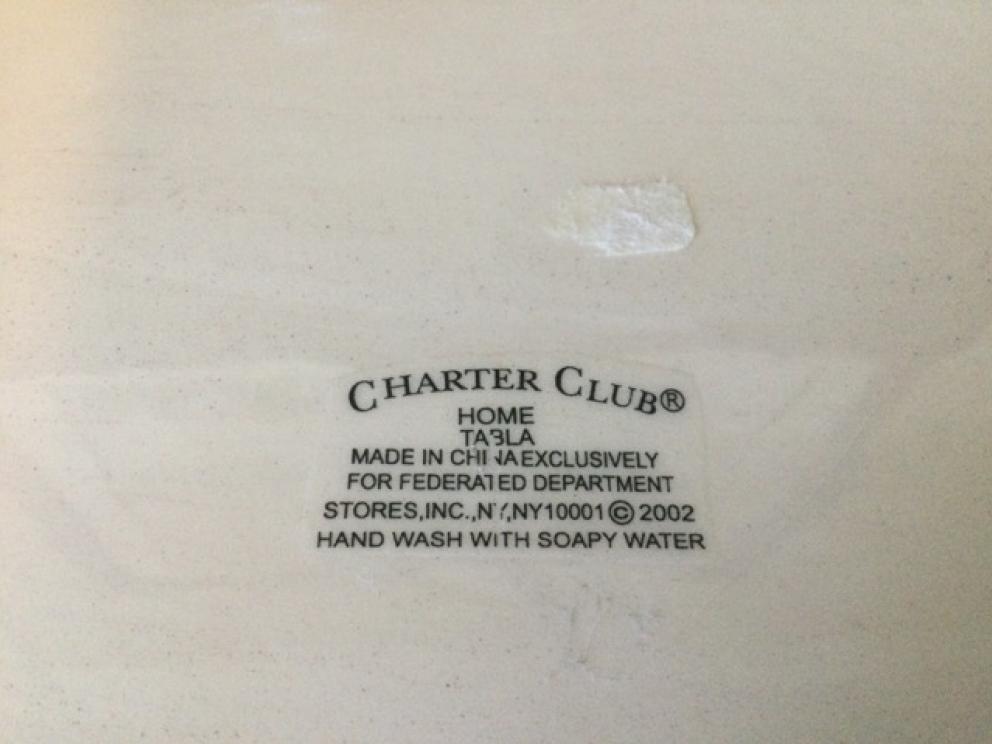 CHARTER CLUB®
HOME
TABLA
MADE IN CHINA EXCLUSIVELY
FOR FEDERATED DEPARTMENT
STORES,INC.,NY,NY10001 © 2002
HAND WASH WITH SOAPY WATER